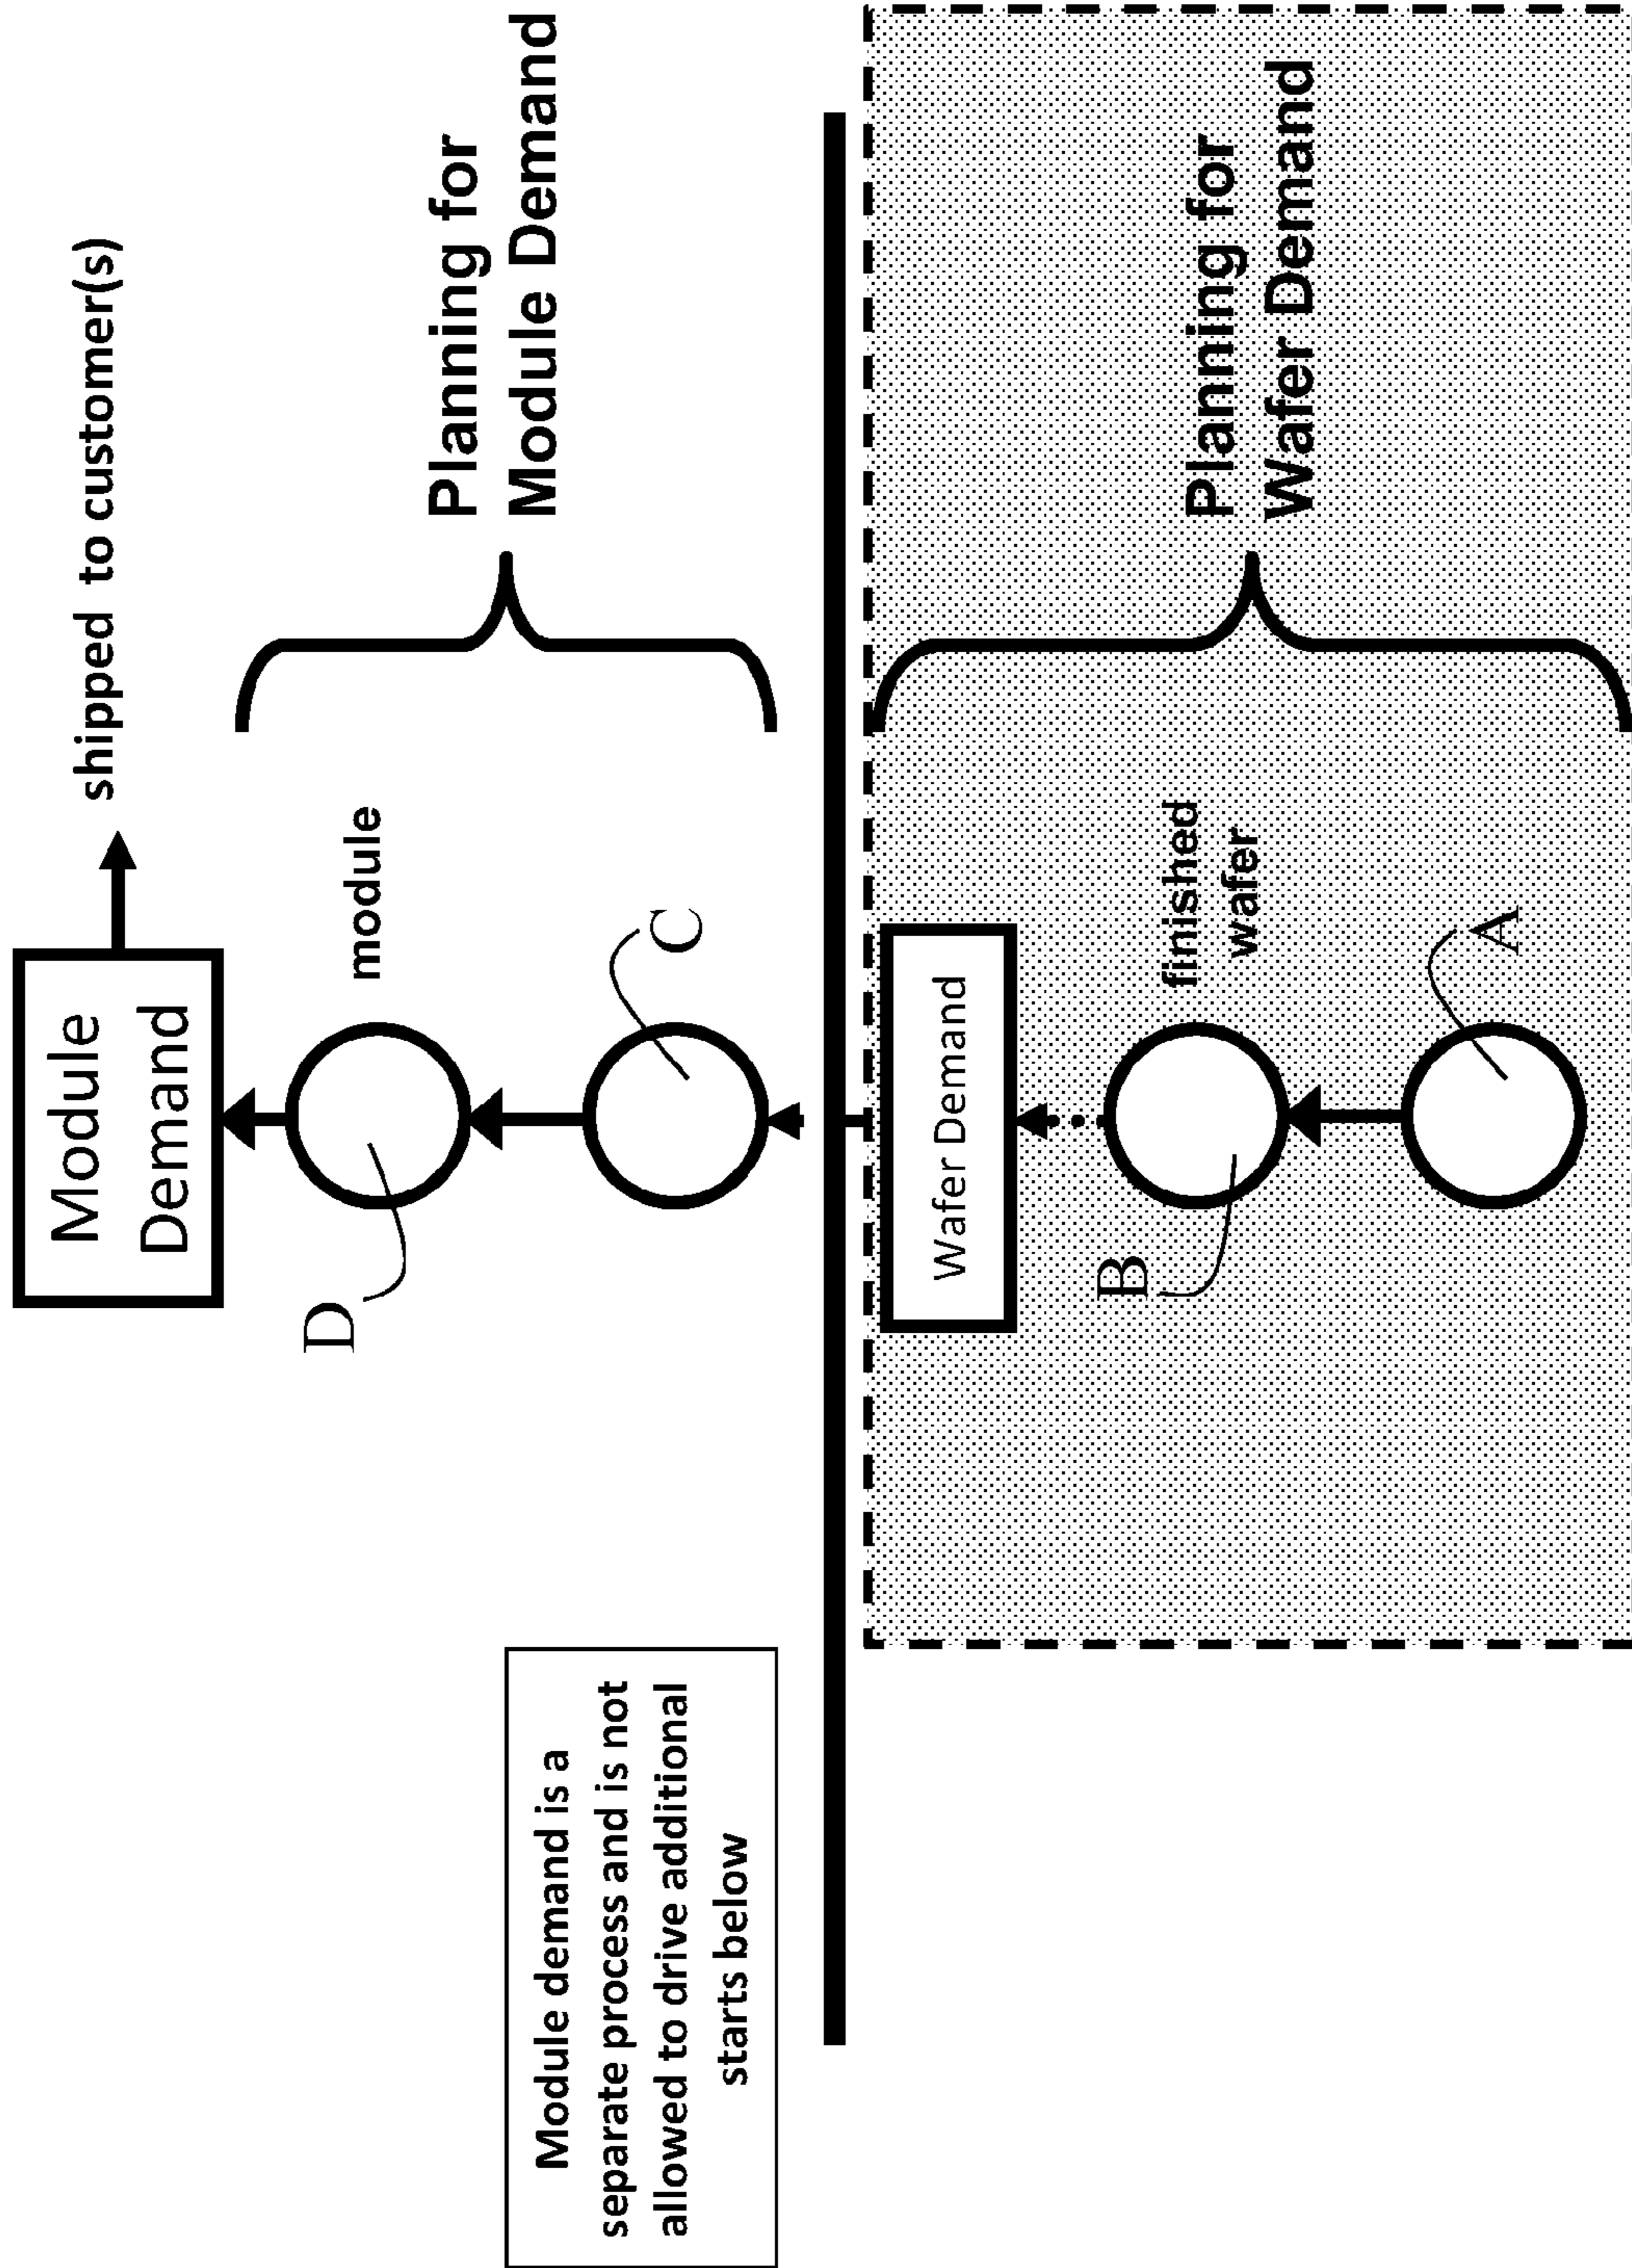 Module
Demand
shipped to customer(s)
D
module
Planning for
Module Demand
Module demand is a
separate process and is not
allowed to drive additional
starts below
C
Wafer Demand
B
finished
wafer
Planning for
Wafer Demand
A